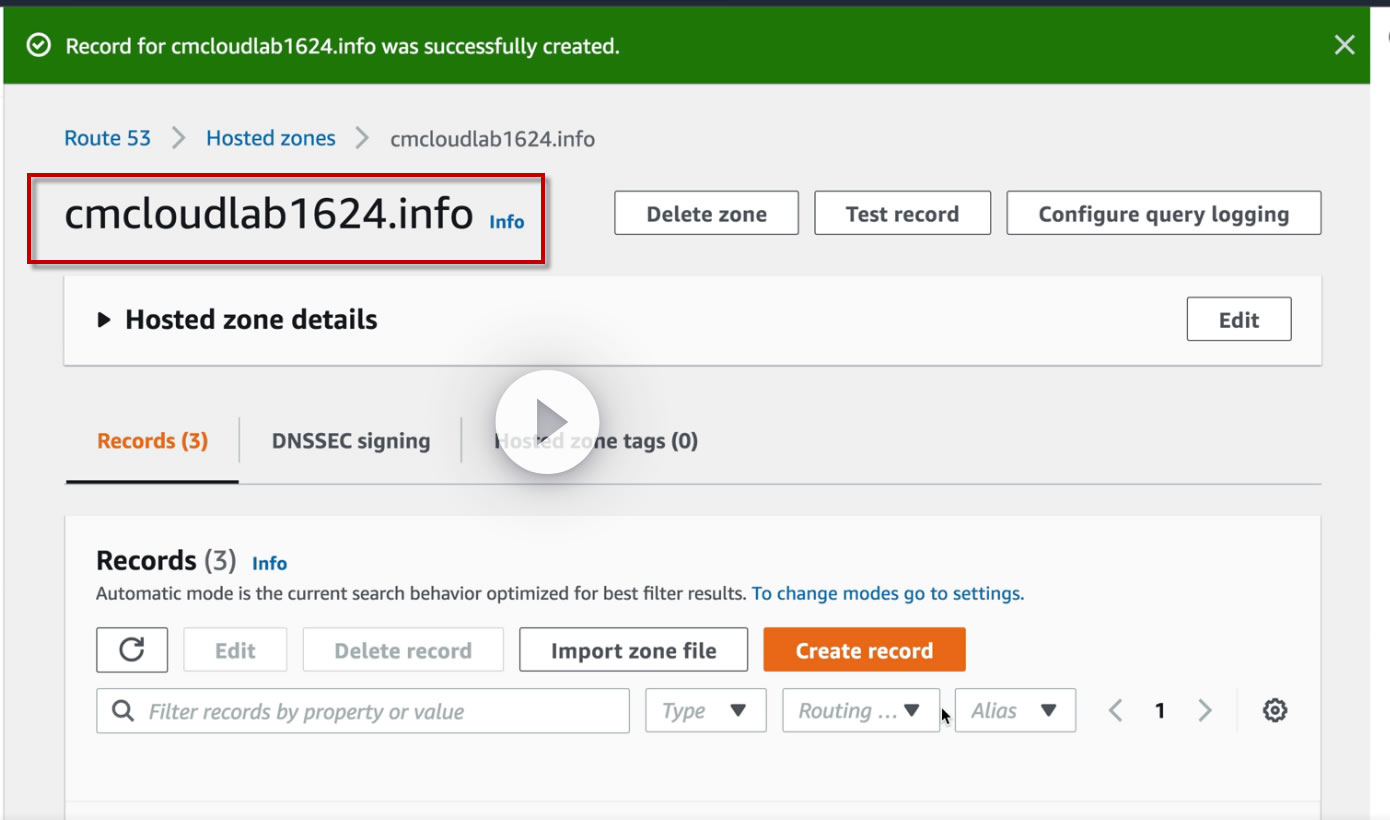 Record for cmcloudlab1624.info was successfully created.
Route 53 > Hosted zones > cmcloudlab1624.info
cmcloudlab1624.info Info
Delete zone
Test record
Configure query logging
Hosted zone details
Edit
Records (3)
DNSSEC signing
Hosted zone tags (0)
Records (3) Info
Automatic mode is the current search behavior optimized for best filter results. To change modes go to settings.
Edit
Delete record
Import zone file
Create record
Filter records by property or value
Type
Routing ...
Alias
1